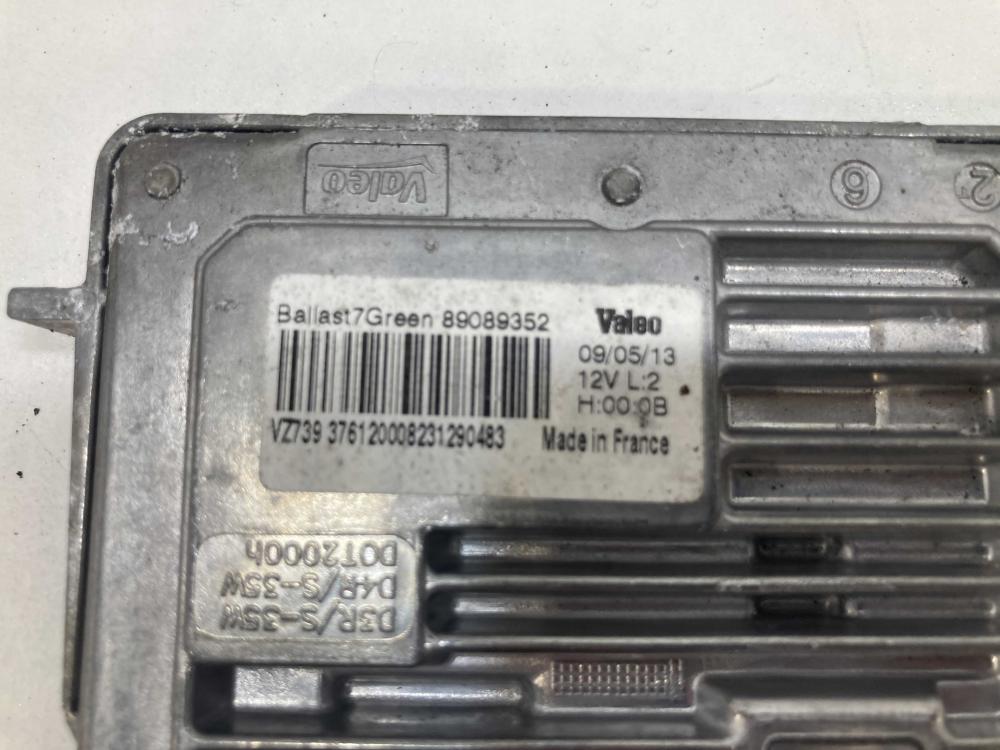 Valeo
6
2
Ballast7Green 89089352
Valeo
09/05/13
12V L:2
H:00:0B
VZ739 376120008231290483
Made in France
D3R/S-35W
D4R/S-35W
DOT2000h